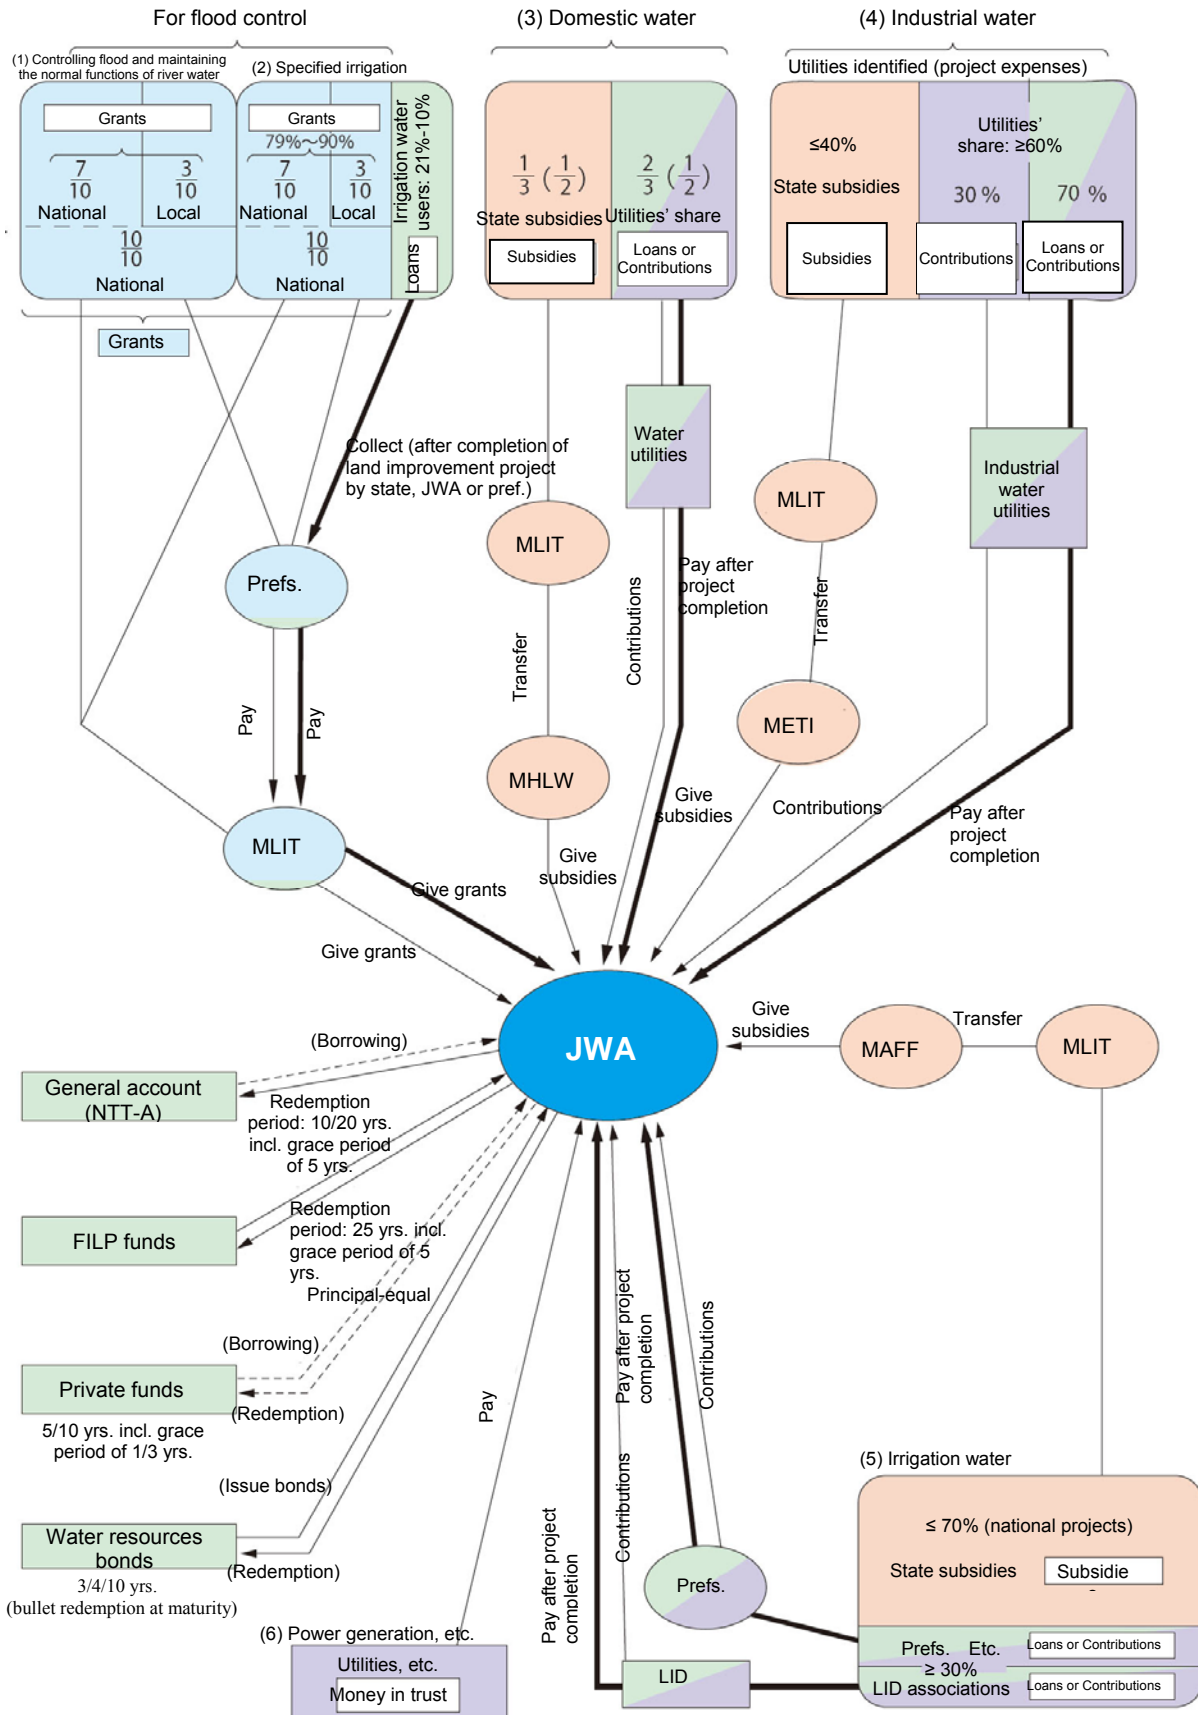 For flood control
(3) Domestic water
(4) Industrial water
(1) Controlling flood and maintaining
the normal functions of river water
(2) Specified irrigation
Utilities identified (project expenses)
Grants
7/10
3/10
National
Local
10/10
National
Grants
79%~90%
7/10
3/10
National
Local
10/10
National
Irrigation water
users: 21%-10%
Loans
Grants
1/3 (1/2)
State subsidies
Subsidies
2/3 (1/2)
Utilities' share
Loans or
Contributions
≤40%
State subsidies
Subsidies
Utilities'
share: ≥60%
30 %
70 %
Contributions
Loans or
Contributions
Collect (after completion of
land improvement project
by state, JWA or pref.)
Water
utilities
Industrial
water
utilities
MLIT
MLIT
Prefs.
Pay
Pay
Transfer
Contributions
Pay after
project
completion
Transfer
METI
MHLW
MLIT
Give
subsidies
Give
subsidies
Contributions
Pay after
project
completion
Give grants
Give grants
JWA
Give
subsidies
MAFF
Transfer
MLIT
(Borrowing)
General account
(NTT-A)
Redemption
period: 10/20 yrs.
incl. grace period
of 5 yrs.
FILP funds
Redemption
period: 25 yrs. incl.
grace period of 5
yrs.
Principal-equal
(Borrowing)
Private funds
(Redemption)
5/10 yrs. incl. grace
period of 1/3 yrs.
(Issue bonds)
Water resources
bonds
(Redemption)
3/4/10 yrs.
(bullet redemption at maturity)
Pay
Pay after project
completion
Contributions
Pay after project
completion
Contributions
Prefs.
LID
(6) Power generation, etc.
Utilities, etc.
Money in trust
(5) Irrigation water
≤ 70% (national projects)
State subsidies
Subsidie
Prefs. Etc.
Loans or Contributions
≥ 30%
LID associations
Loans or Contributions